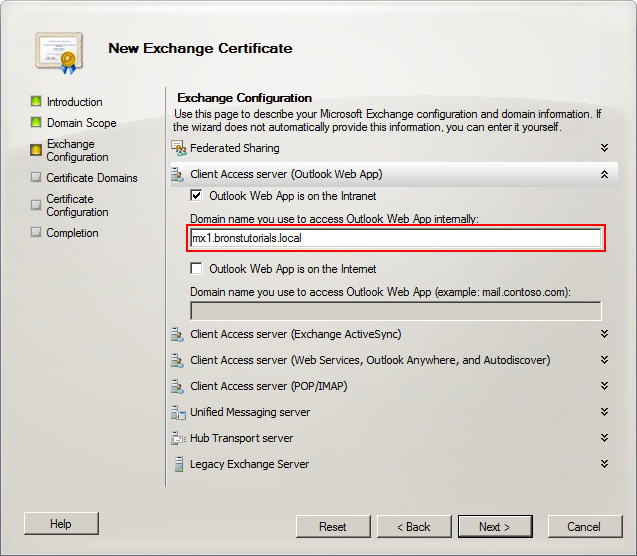 New Exchange Certificate
Introduction
Domain Scope
Exchange
Configuration
Certificate Domains
Certificate
Configuration
Completion
Exchange Configuration
Use this page to describe your Microsoft Exchange configuration and domain information. If
the wizard does not automatically provide this information, you can enter it yourself.
Federated Sharing
Client Access server (Outlook Web App)
Outlook Web App is on the Intranet
Domain name you use to access Outlook Web App internally:
mx1.bronstutorials.local
Outlook Web App is on the Internet
Domain name you use to access Outlook Web App (example: mail.contoso.com):
Client Access server (Exchange ActiveSync)
Client Access server (Web Services, Outlook Anywhere, and Autodiscover)
Client Access server (POP/IMAP)
Unified Messaging server
Hub Transport server
Legacy Exchange Server
Help
Reset
< Back
Next >
Cancel